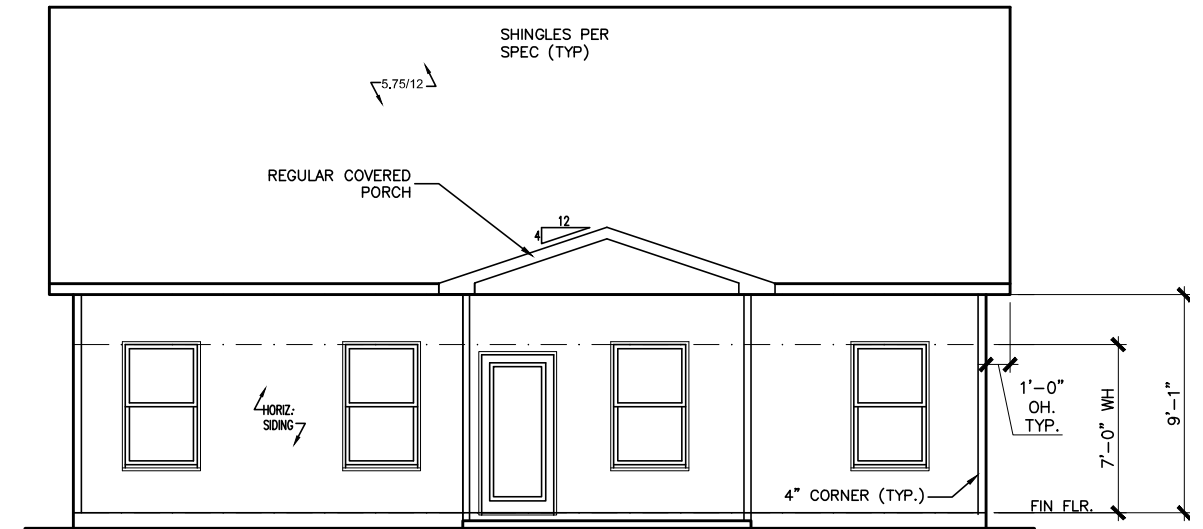 SHINGLES PER
SPEC (TYP)
5.75/12
REGULAR COVERED
PORCH
12
4
HORIZ.
SIDING
1'-0"
OH.
TYP.
7'-0" WH
9'-1"
4" CORNER (TYP.)
FIN FLR.